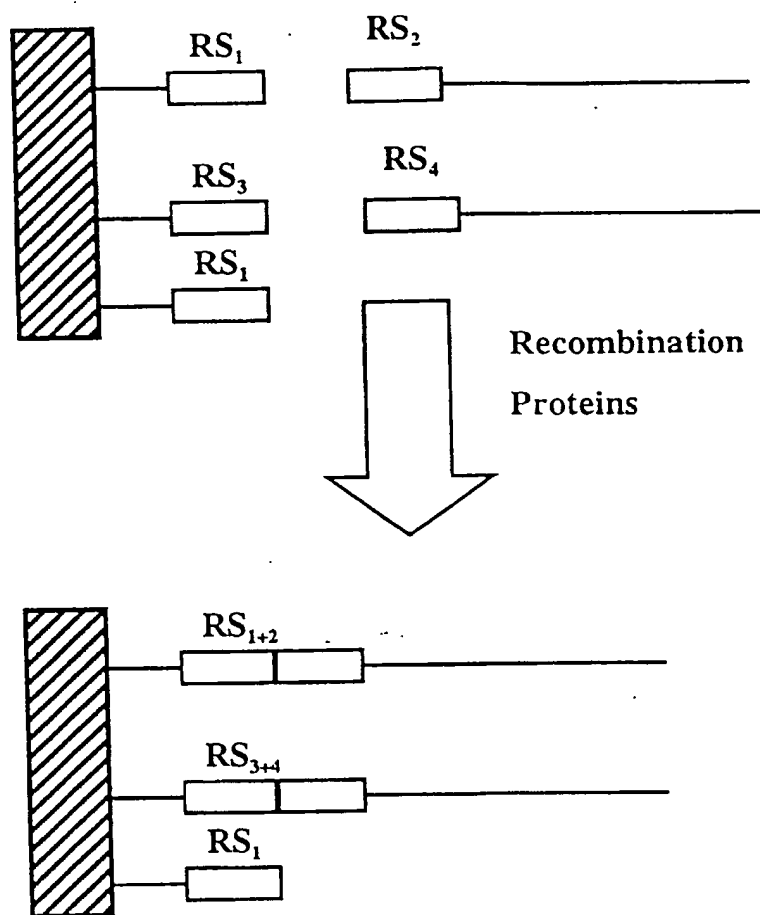 RS₁
RS₂
RS₃
RS₄
RS₁
Recombination
Proteins
RS₁₊₂
RS₃₊₄
RS₁